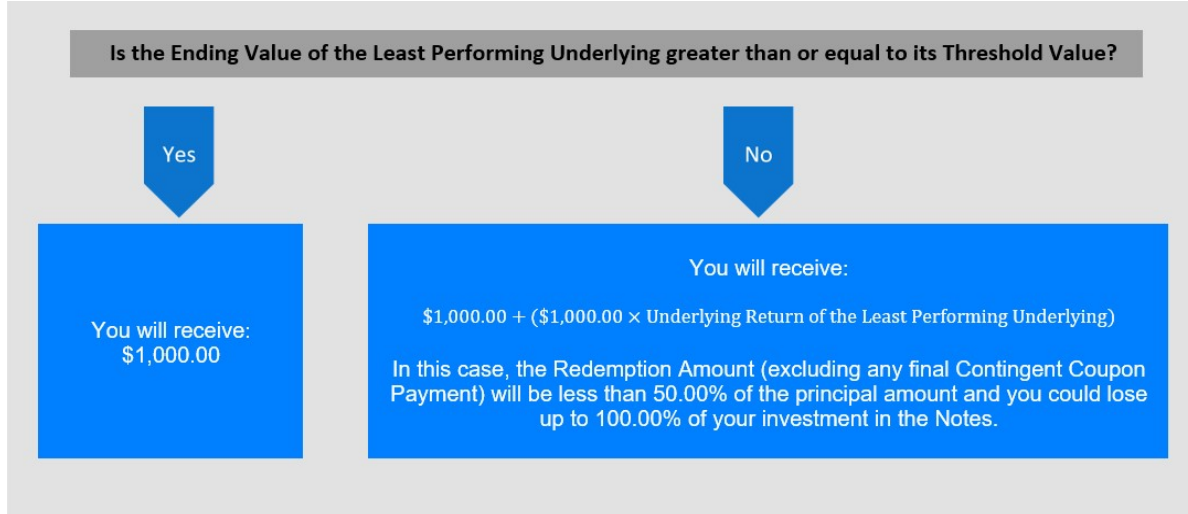 Is the Ending Value of the Least Performing Underlying greater than or equal to its Threshold Value?
Yes
No
You will receive:
$1,000.00
You will receive:
$1,000.00 + ($1,000.00 × Underlying Return of the Least Performing Underlying)
In this case, the Redemption Amount (excluding any final Contingent Coupon
Payment) will be less than 50.00% of the principal amount and you could lose
up to 100.00% of your investment in the Notes.